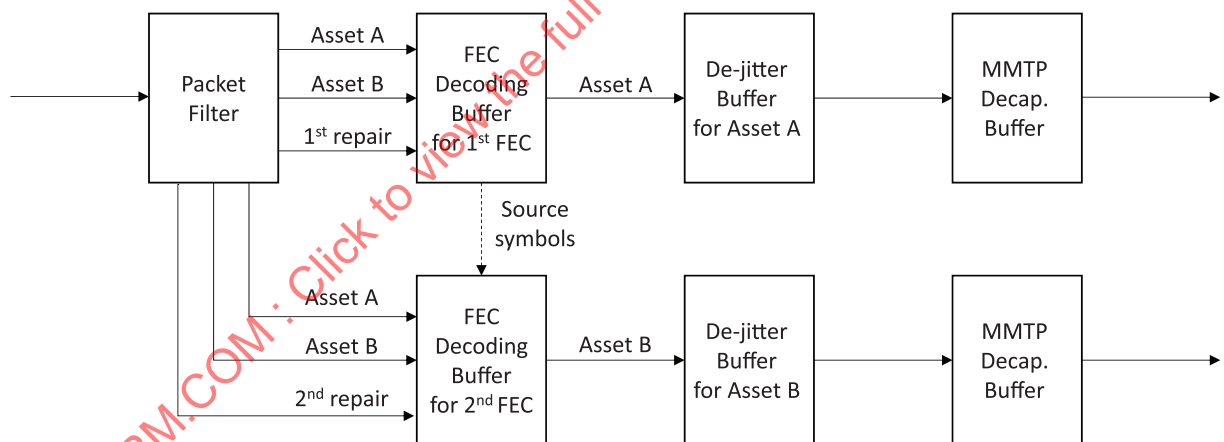 Asset A
Asset B
1st repair
Packet
Filter
FEC
Decoding
Buffer
for 1st FEC
Asset A
De-jitter
Buffer
for Asset A
MMTP
Decap.
Buffer
Source
symbols
Asset A
Asset B
2nd repair
FEC
Decoding
Buffer
for 2nd FEC
Asset B
De-jitter
Buffer
for Asset B
MMTP
Decap.
Buffer
.COM : Click to view the full